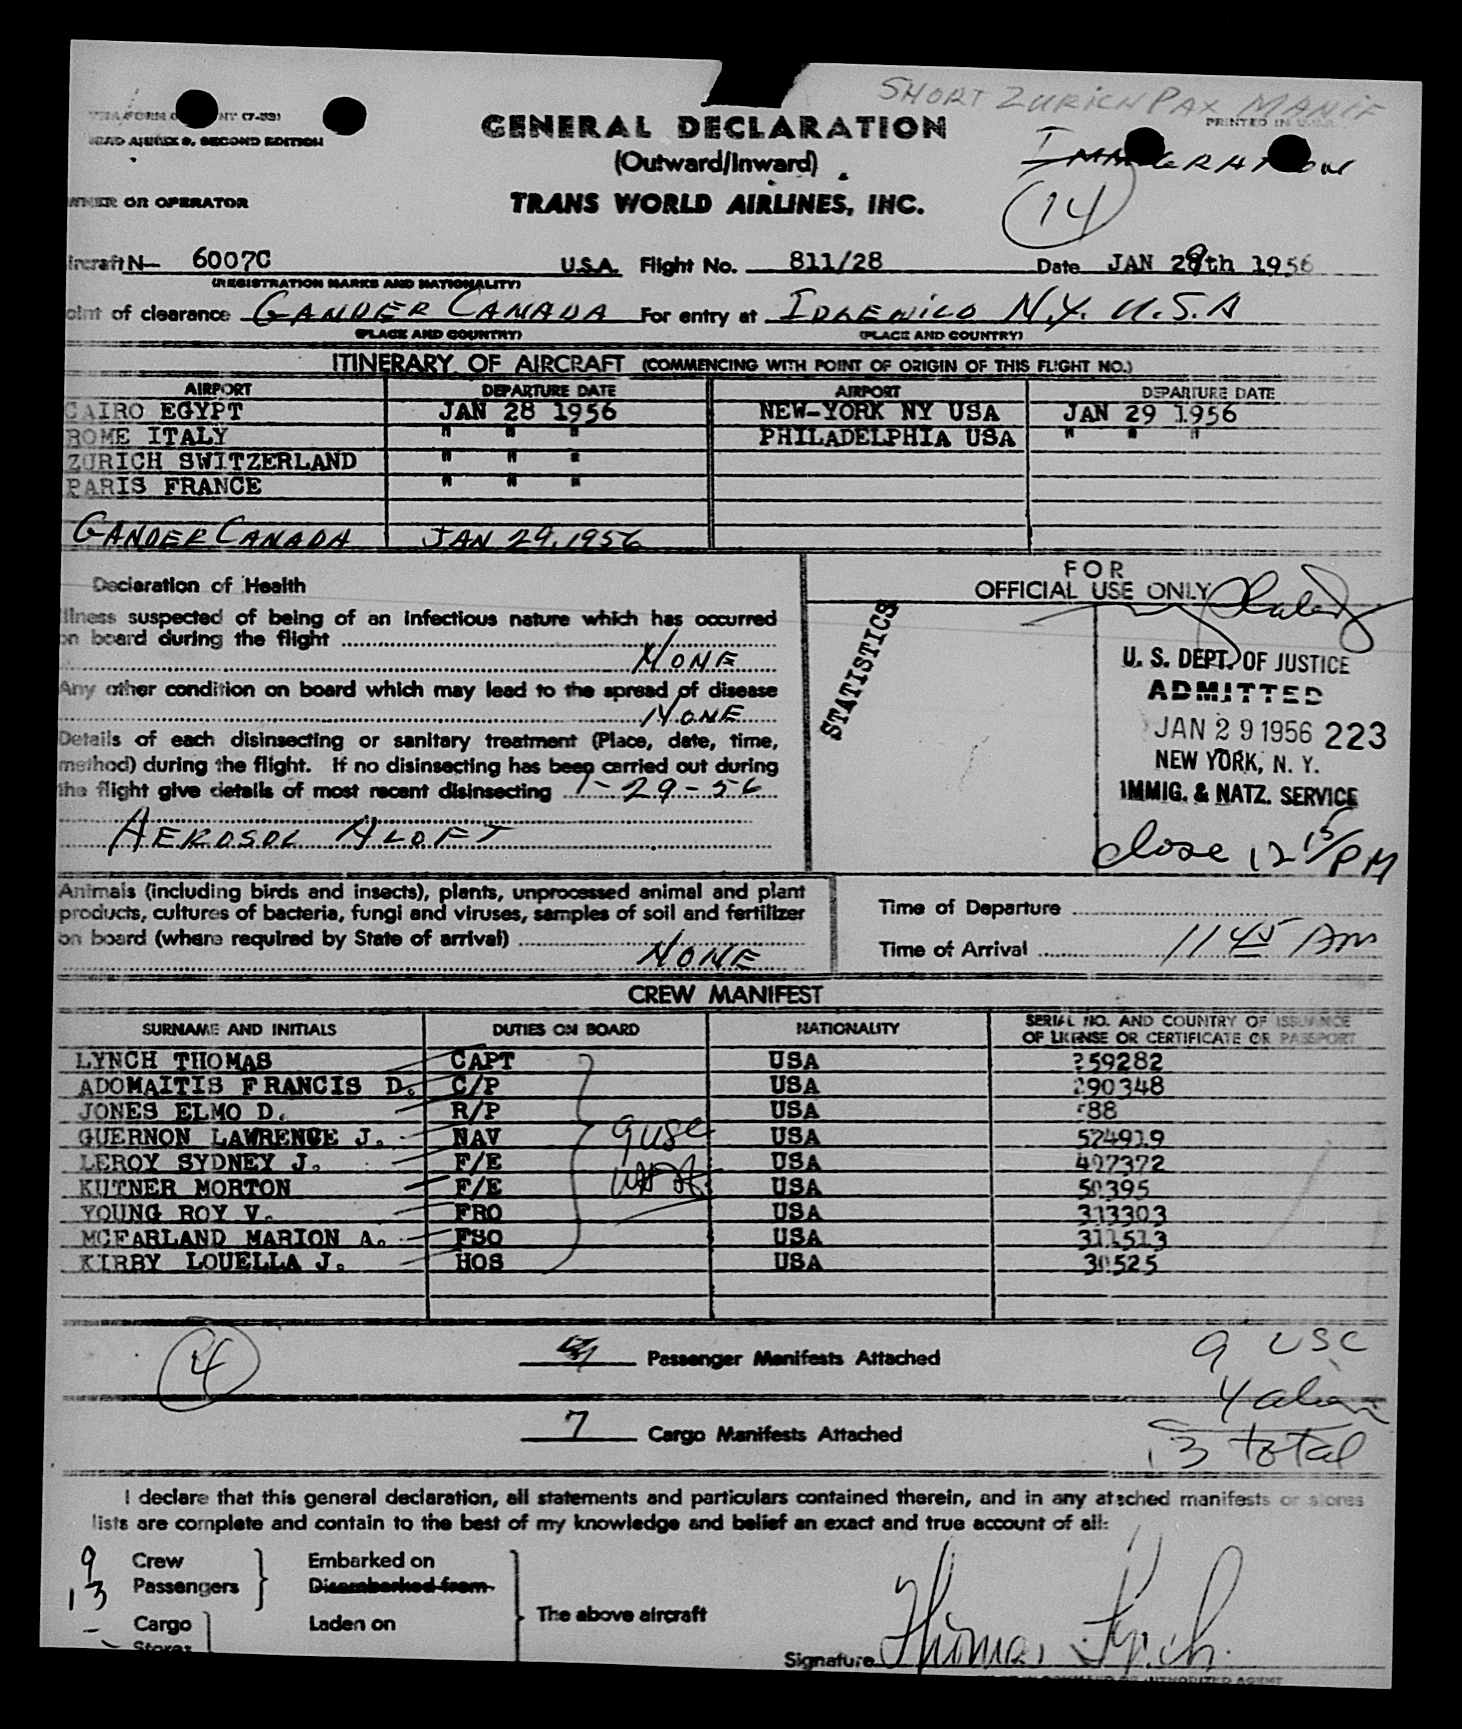 SHORT ZURICH PAX MANIF
(7-53)
SECOND EDITION
PRINTED IN
GENERAL DECLARATION
(Outward/Inward)
IMMIGRATION
OR OPERATOR
TRANS WORLD AIRLINES, INC.
14
ircraft N— 6007C U.S.A. Flight No. 811/28 Date JAN 29th 1956
(REGISTRATION MARKS AND NATIONALITY)
oint of clearance GANDER CANADA For entry at IDLEWILD N.Y. U.S.A
(PLACE AND COUNTRY) (PLACE AND COUNTRY)
ITINERARY OF AIRCRAFT (COMMENCING WITH POINT OF ORIGIN OF THIS FLIGHT NO.)
AIRPORT DEPARTURE DATE AIRPORT DEPARTURE DATE
CAIRO EGYPT JAN 28 1956 NEW-YORK NY USA JAN 29 1956
ROME ITALY " " " PHILADELPHIA USA " " "
ZURICH SWITZERLAND " " "
PARIS FRANCE " " "
GANDER CANADA JAN 29, 1956
Declaration of Health
FOR
OFFICIAL USE ONLY
llness suspected of being of an infectious nature which has occurred
on board during the flight
NONE
Any other condition on board which may lead to the spread of disease
NONE
Details of each disinsecting or sanitary treatment (Place, date, time,
method) during the flight. If no disinsecting has been carried out during
the flight give details of most recent disinsecting 1-29-56
AEROSOL ALOFT
STATISTICS
U. S. DEPT. OF JUSTICE
ADMITTED
JAN 29 1956 223
NEW YORK, N. Y.
IMMIG. & NATZ. SERVICE
close 12 15/PM
Animals (including birds and insects), plants, unprocessed animal and plant
products, cultures of bacteria, fungi and viruses, samples of soil and fertilizer
on board (where required by State of arrival)
NONE
Time of Departure
Time of Arrival 11 45 Am
CREW MANIFEST
SURNAME AND INITIALS DUTIES ON BOARD NATIONALITY SERIAL NO. AND COUNTRY OF ISSUANCE
OF LICENSE OR CERTIFICATE OR PASSPORT
LYNCH THOMAS CAPT USA 59282
ADOMAITIS FRANCIS D. C/P USA 290348
JONES ELMO D. R/P USA 88
GUERNON LAWRENCE J. NAV 9 USC USA 524919
LEROY SYDNEY J. F/E USA 407372
KUTNER MORTON F/E USA 50395
YOUNG ROY V. FRO USA 313303
MCFARLAND MARION A. FSO USA 311513
KIRBY LOUELLA J. HOS USA 30525
4
Passenger Manifests Attached
9 USC
4 alien
13 total
7 Cargo Manifests Attached
I declare that this general declaration, all statements and particulars contained therein, and in any atached manifests or stores
lists are complete and contain to the best of my knowledge and belief an exact and true account of all:
9 Crew Embarked on
13 Passengers Disembarked from
The above aircraft
– Cargo Laden on
– Stores
Signature Thomas Lynch